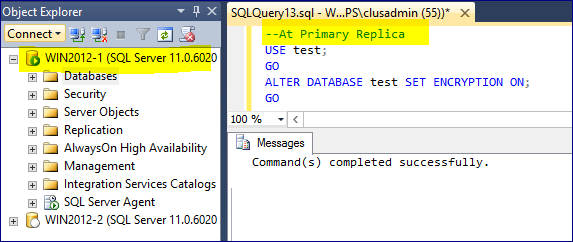 Object Explorer
Connect
WIN2012-1 (SQL Server 11.0.6020
Databases
Security
Server Objects
Replication
AlwaysOn High Availability
Management
Integration Services Catalogs
SQL Server Agent
WIN2012-2 (SQL Server 11.0.6020
SQLQuery13.sql - W...PS\clusadmin (55))*
--At Primary Replica
USE test;
GO
ALTER DATABASE test SET ENCRYPTION ON;
GO
100 %
Messages
Command(s) completed successfully.